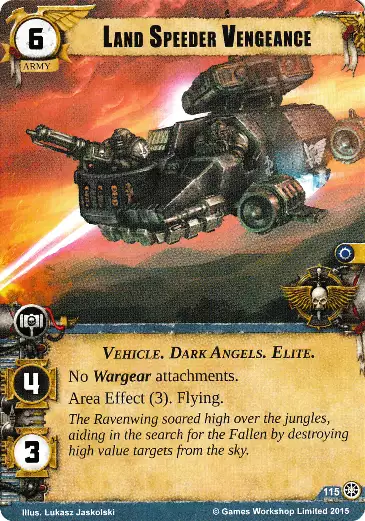 6
ARMY
Land Speeder Vengeance
Vehicle. Dark Angels. Elite.
4
No Wargear attachments.
Area Effect (3). Flying.
3
The Ravenwing soared high over the jungles,
aiding in the search for the Fallen by destroying
high value targets from the sky.
115
Illus. Lukasz Jaskolski
© Games Workshop Limited 2015